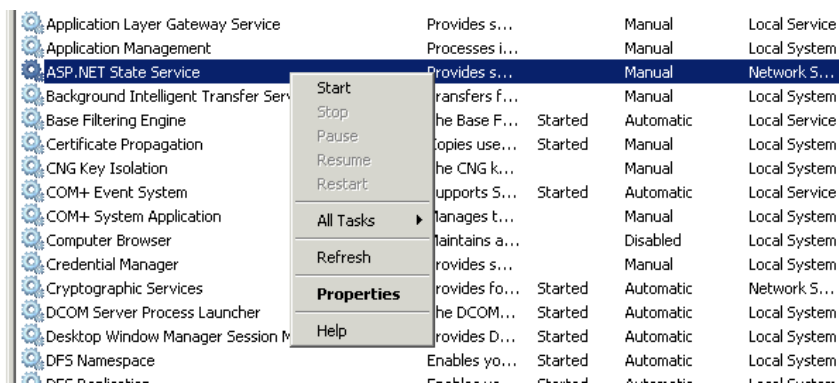 Application Layer Gateway Service Provides s... Manual Local Service
Application Management Processes i... Manual Local System
ASP.NET State Service Provides s... Manual Network S...
Background Intelligent Transfer Serv ransfers f... Manual Local System
Base Filtering Engine he Base F... Started Automatic Local Service
Certificate Propagation Copies use... Started Manual Local System
CNG Key Isolation he CNG k... Manual Local System
COM+ Event System upports S... Started Automatic Local Service
COM+ System Application Manages t... Manual Local System
Computer Browser Maintains a... Disabled Local System
Credential Manager rovides s... Manual Local System
Cryptographic Services rovides fo... Started Automatic Network S...
DCOM Server Process Launcher he DCOM... Started Automatic Local System
Desktop Window Manager Session M rovides D... Started Automatic Local System
DFS Namespace Enables yo... Started Automatic Local System
Start
Stop
Pause
Resume
Restart
All Tasks
Refresh
Properties
Help